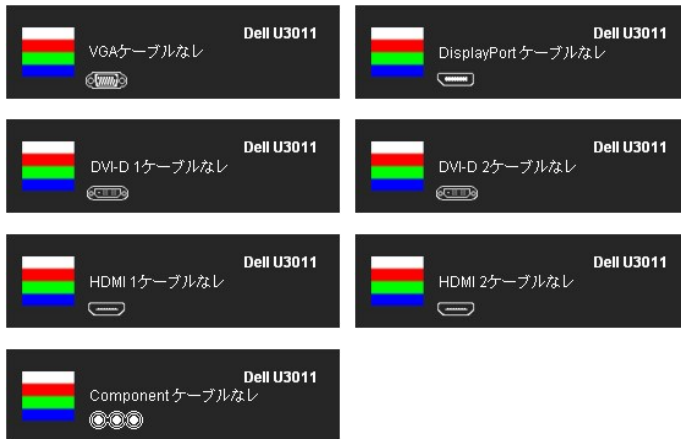 Dell U3011
VGAケーブルなし
Dell U3011
DisplayPort ケーブルなし
Dell U3011
DVI-D 1ケーブルなし
Dell U3011
DVI-D 2ケーブルなし
Dell U3011
HDMI 1ケーブルなし
Dell U3011
HDMI 2ケーブルなし
Dell U3011
Component ケーブルなし